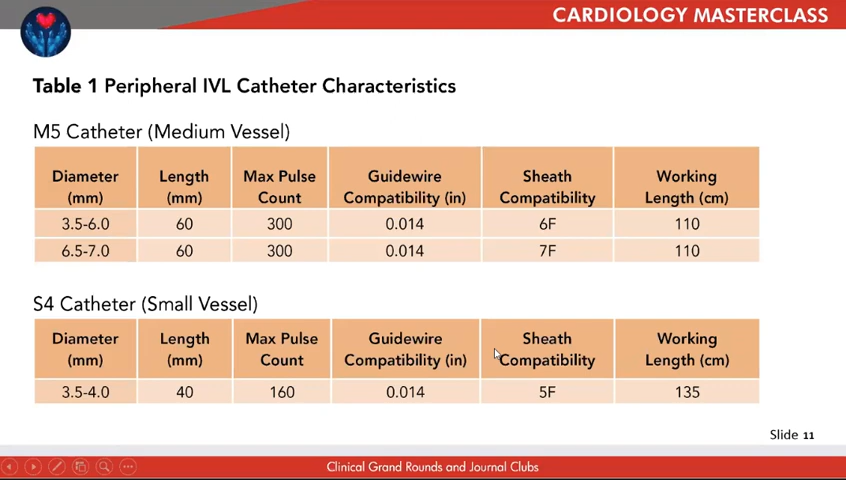 CARDIOLOGY MASTERCLASS
Table 1 Peripheral IVL Catheter Characteristics
M5 Catheter (Medium Vessel)
Diameter (mm) Length (mm) Max Pulse Count Guidewire Compatibility (in) Sheath Compatibility Working Length (cm)
3.5-6.0 60 300 0.014 6F 110
6.5-7.0 60 300 0.014 7F 110
S4 Catheter (Small Vessel)
Diameter (mm) Length (mm) Max Pulse Count Guidewire Compatibility (in) Sheath Compatibility Working Length (cm)
3.5-4.0 40 160 0.014 5F 135
Slide 11
Clinical Grand Rounds and Journal Clubs